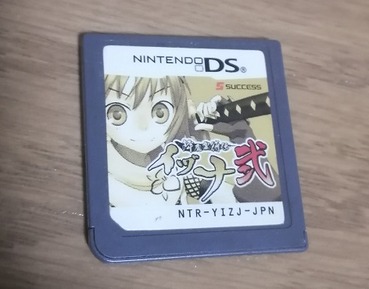 NINTENDO DS
SUCCESS
イヅナ弐
NTR-YIZJ-JPN